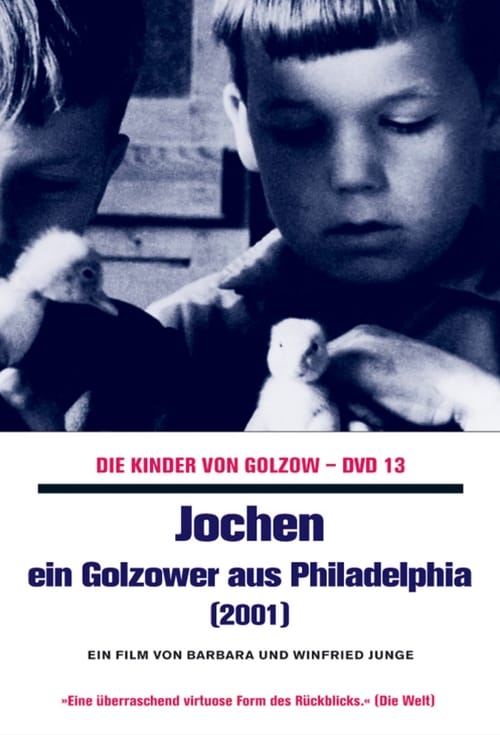 DIE KINDER VON GOLZOW – DVD 13
Jochen
ein Golzower aus Philadelphia
(2001)
EIN FILM VON BARBARA UND WINFRIED JUNGE
»Eine überraschend virtuose Form des Rückblicks.« (Die Welt)